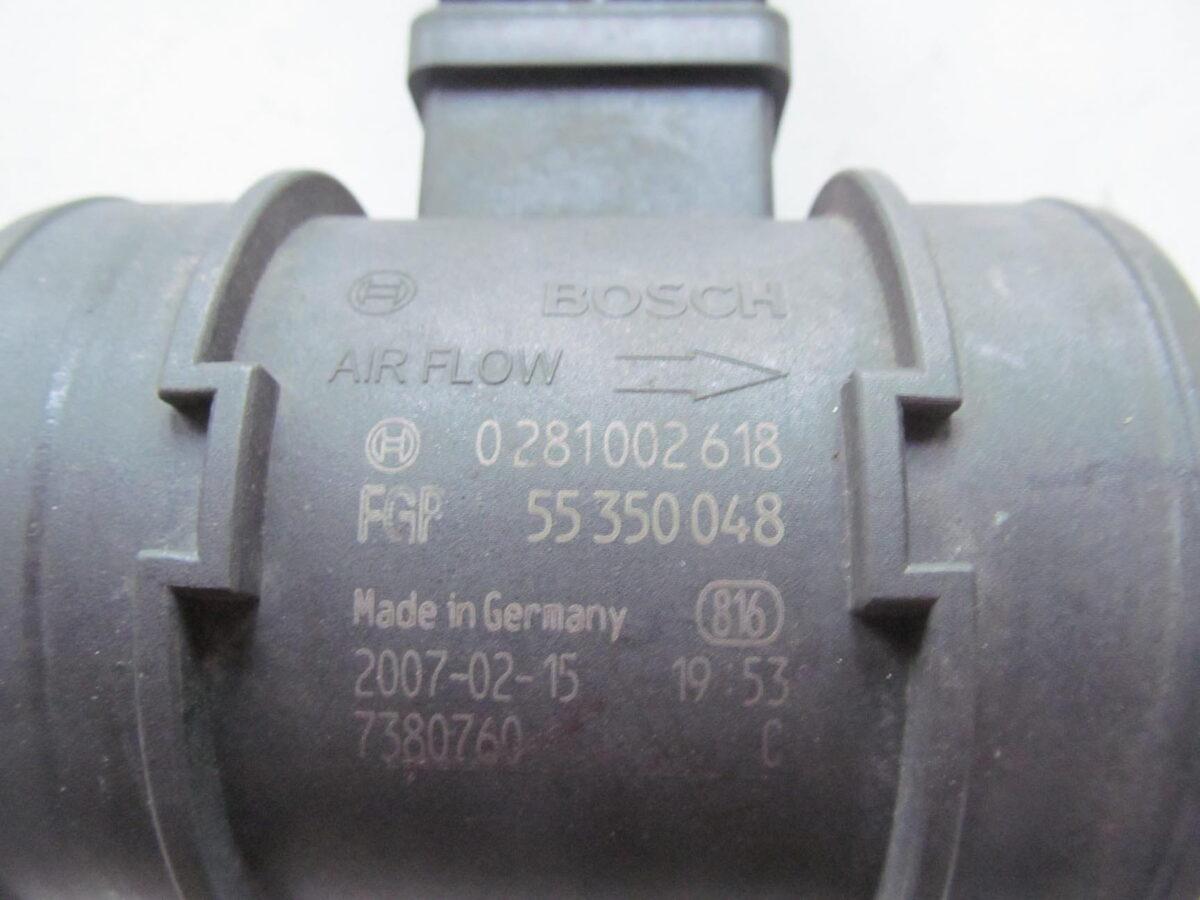 BOSCH
AIR FLOW
0 281 002 618
FGP 55 350 048
Made in Germany 816
2007-02-15 19:53
7380760 C